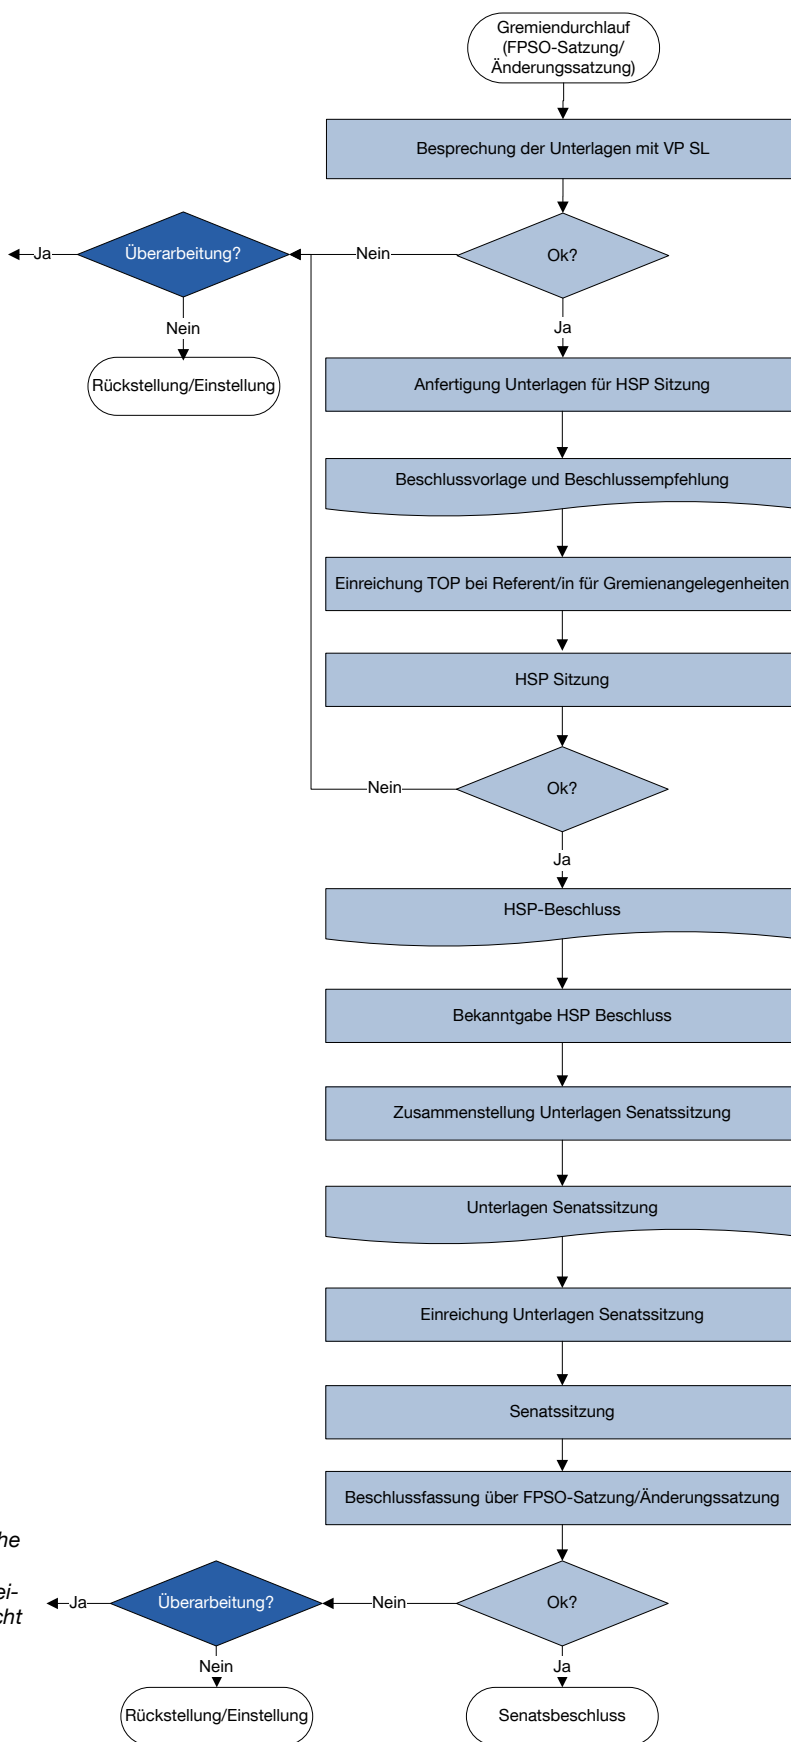 Gremiendurchlauf
(FPSO-Satzung/
Änderungssatzung)
Besprechung der Unterlagen mit VP SL
Ja
Überarbeitung?
Nein
Ok?
Nein
Ja
Rückstellung/Einstellung
Anfertigung Unterlagen für HSP Sitzung
Beschlussvorlage und Beschlussempfehlung
Einreichung TOP bei Referent/in für Gremienangelegenheiten
HSP Sitzung
Nein
Ok?
Ja
HSP-Beschluss
Bekanntgabe HSP Beschluss
Zusammenstellung Unterlagen Senatssitzung
Unterlagen Senatssitzung
Einreichung Unterlagen Senatssitzung
Senatssitzung
Beschlussfassung über FPSO-Satzung/Änderungssatzung
he
ei-
cht
Ja
Überarbeitung?
Nein
Ok?
Nein
Ja
Rückstellung/Einstellung
Senatsbeschluss